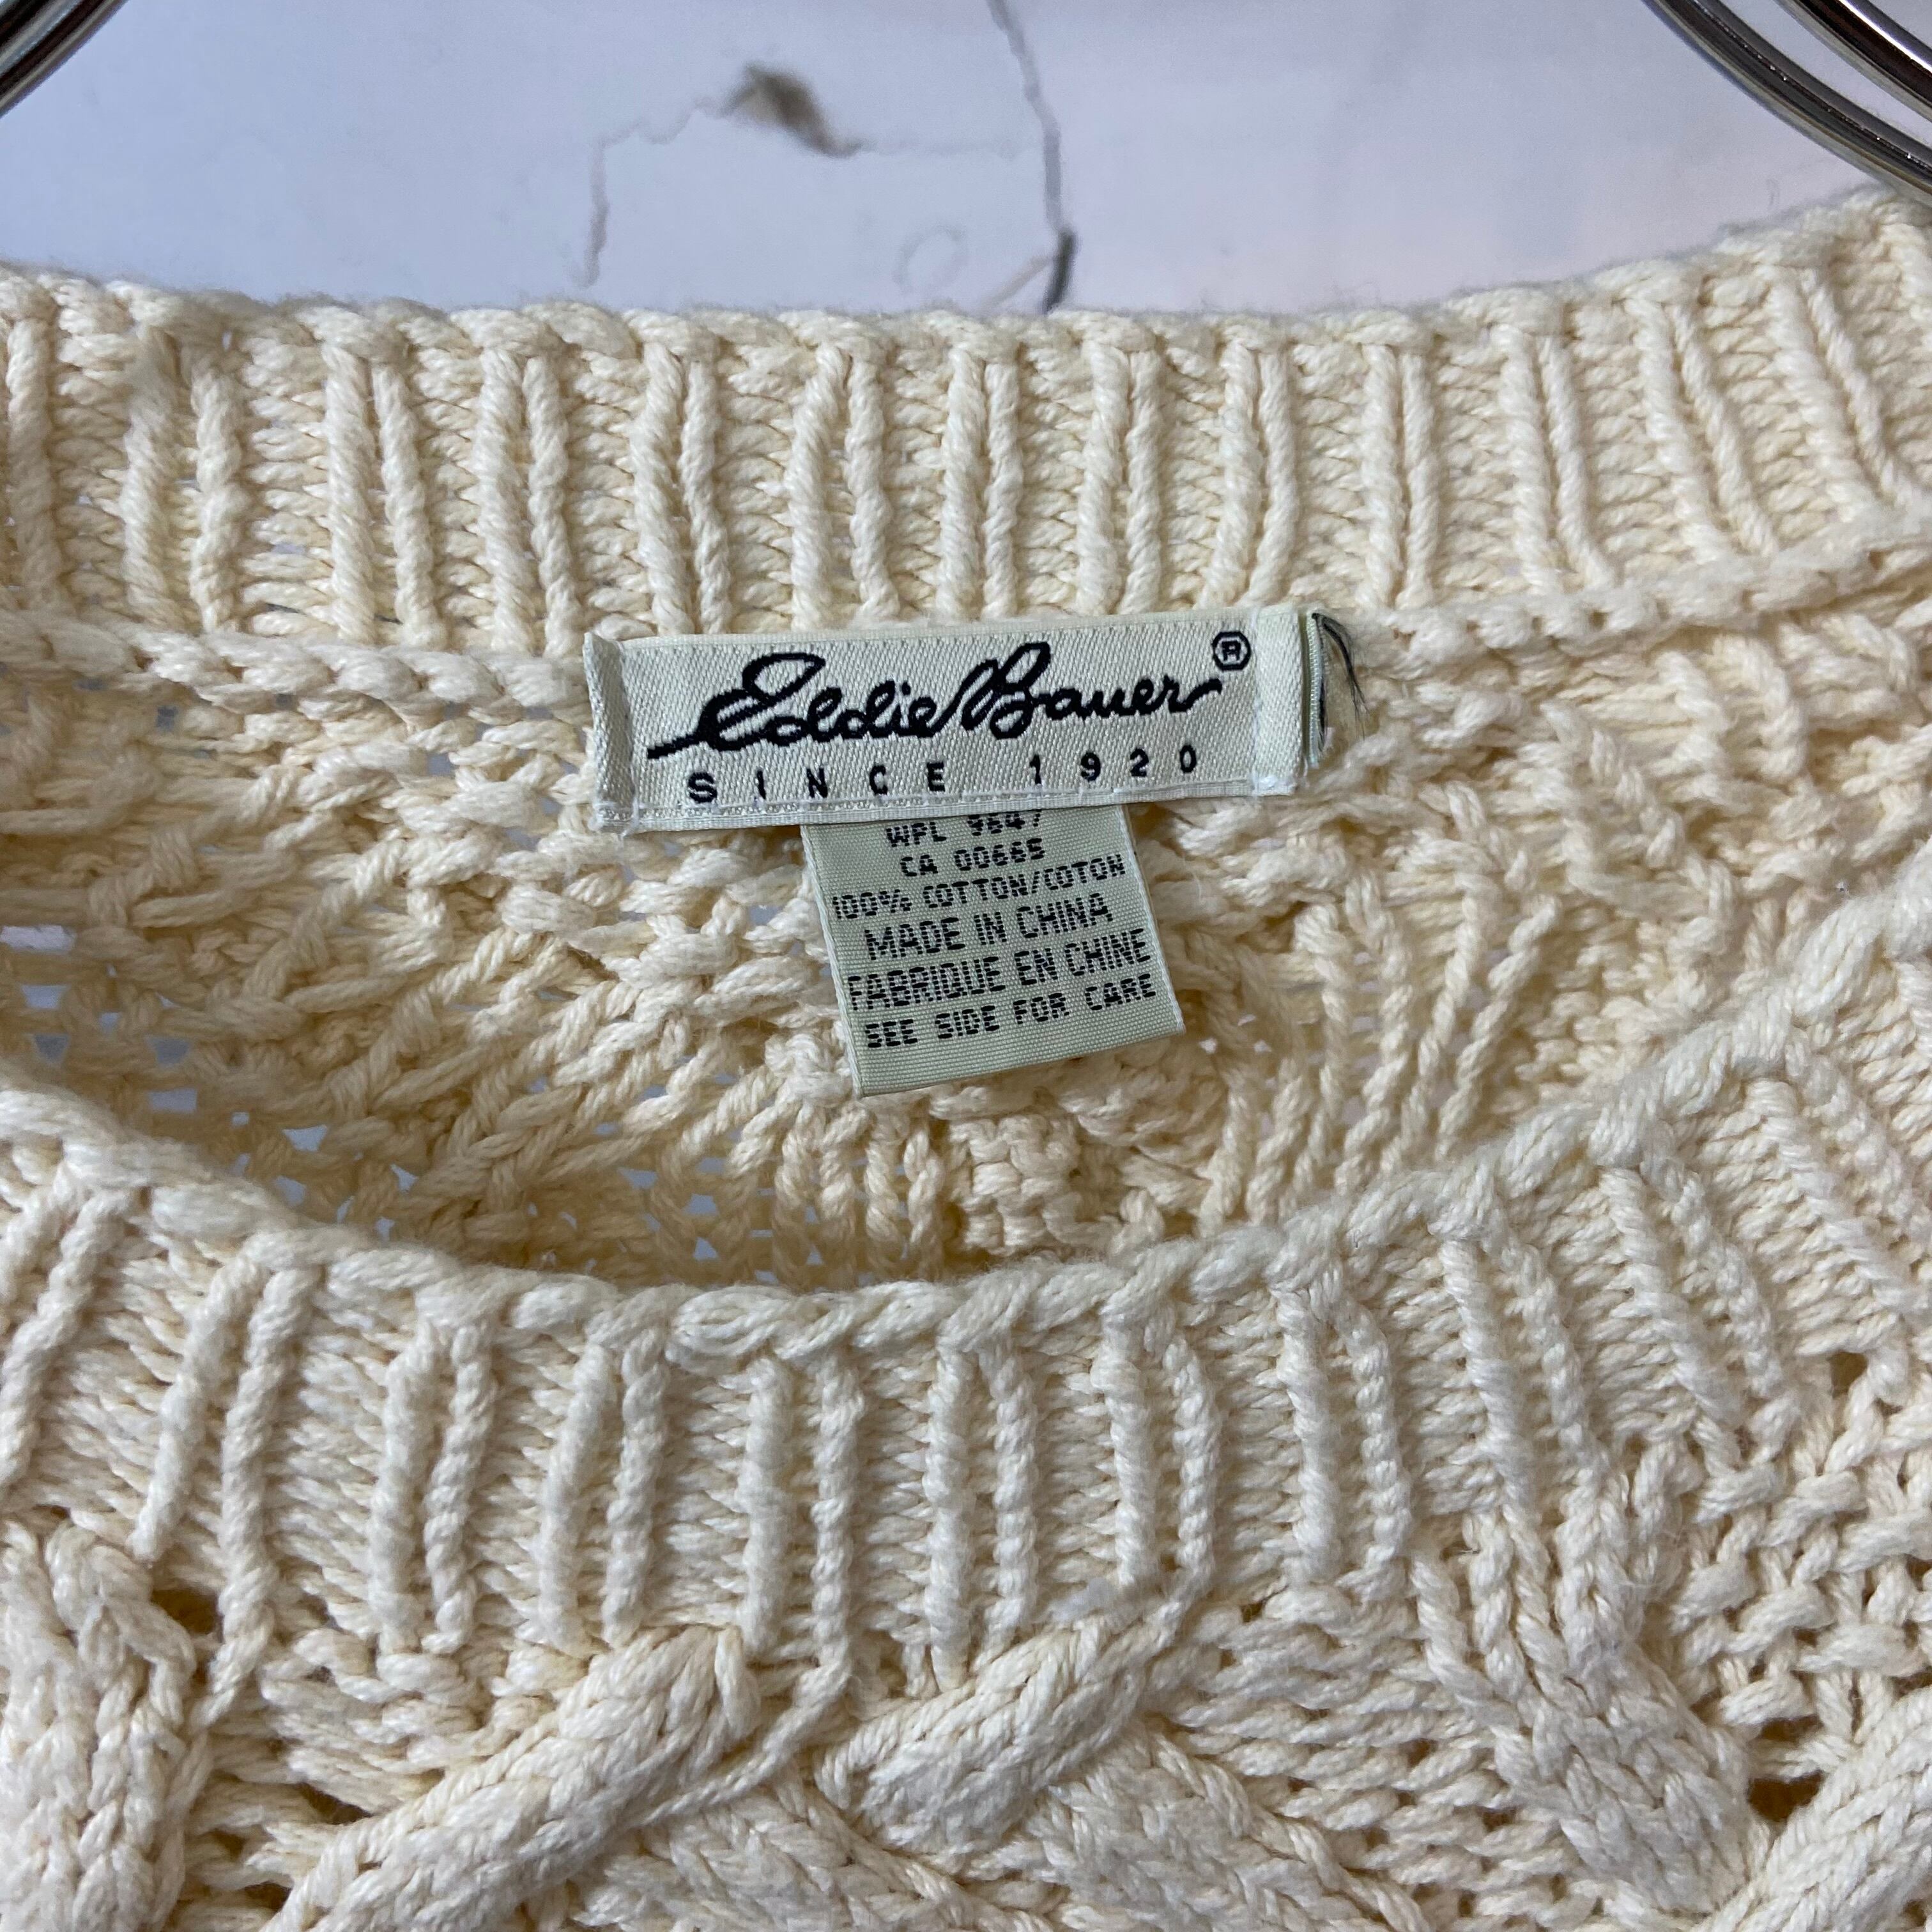 Eddie Bauer®
SINCE 1920
WPL 9647
CA 00665
100% COTTON/COTON
MADE IN CHINA
FABRIQUE EN CHINE
SEE SIDE FOR CARE